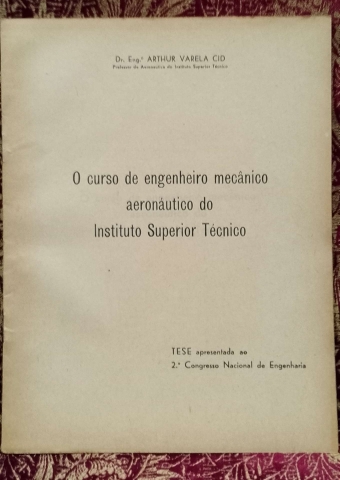 Dr. Eng.º ARTHUR VARELA CID
Professor de Aeronáutica do Instituto Superior Técnico
O curso de engenheiro mecânico
aeronáutico do
Instituto Superior Técnico
TESE apresentada ao
2.º Congresso Nacional de Engenharia